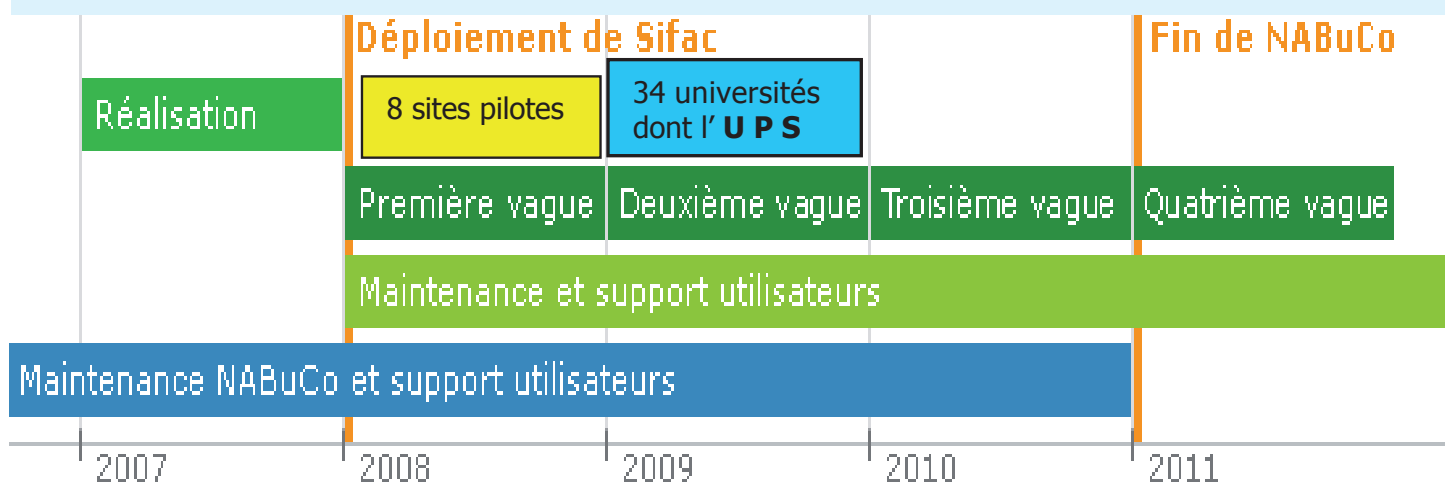 Déploiement de Sifac
Fin de NABuCo
Réalisation
8 sites pilotes
34 universités
dont l' U P S
Première vague
Deuxième vague
Troisième vague
Quatrième vague
Maintenance et support utilisateurs
Maintenance NABuCo et support utilisateurs
2007
2008
2009
2010
2011